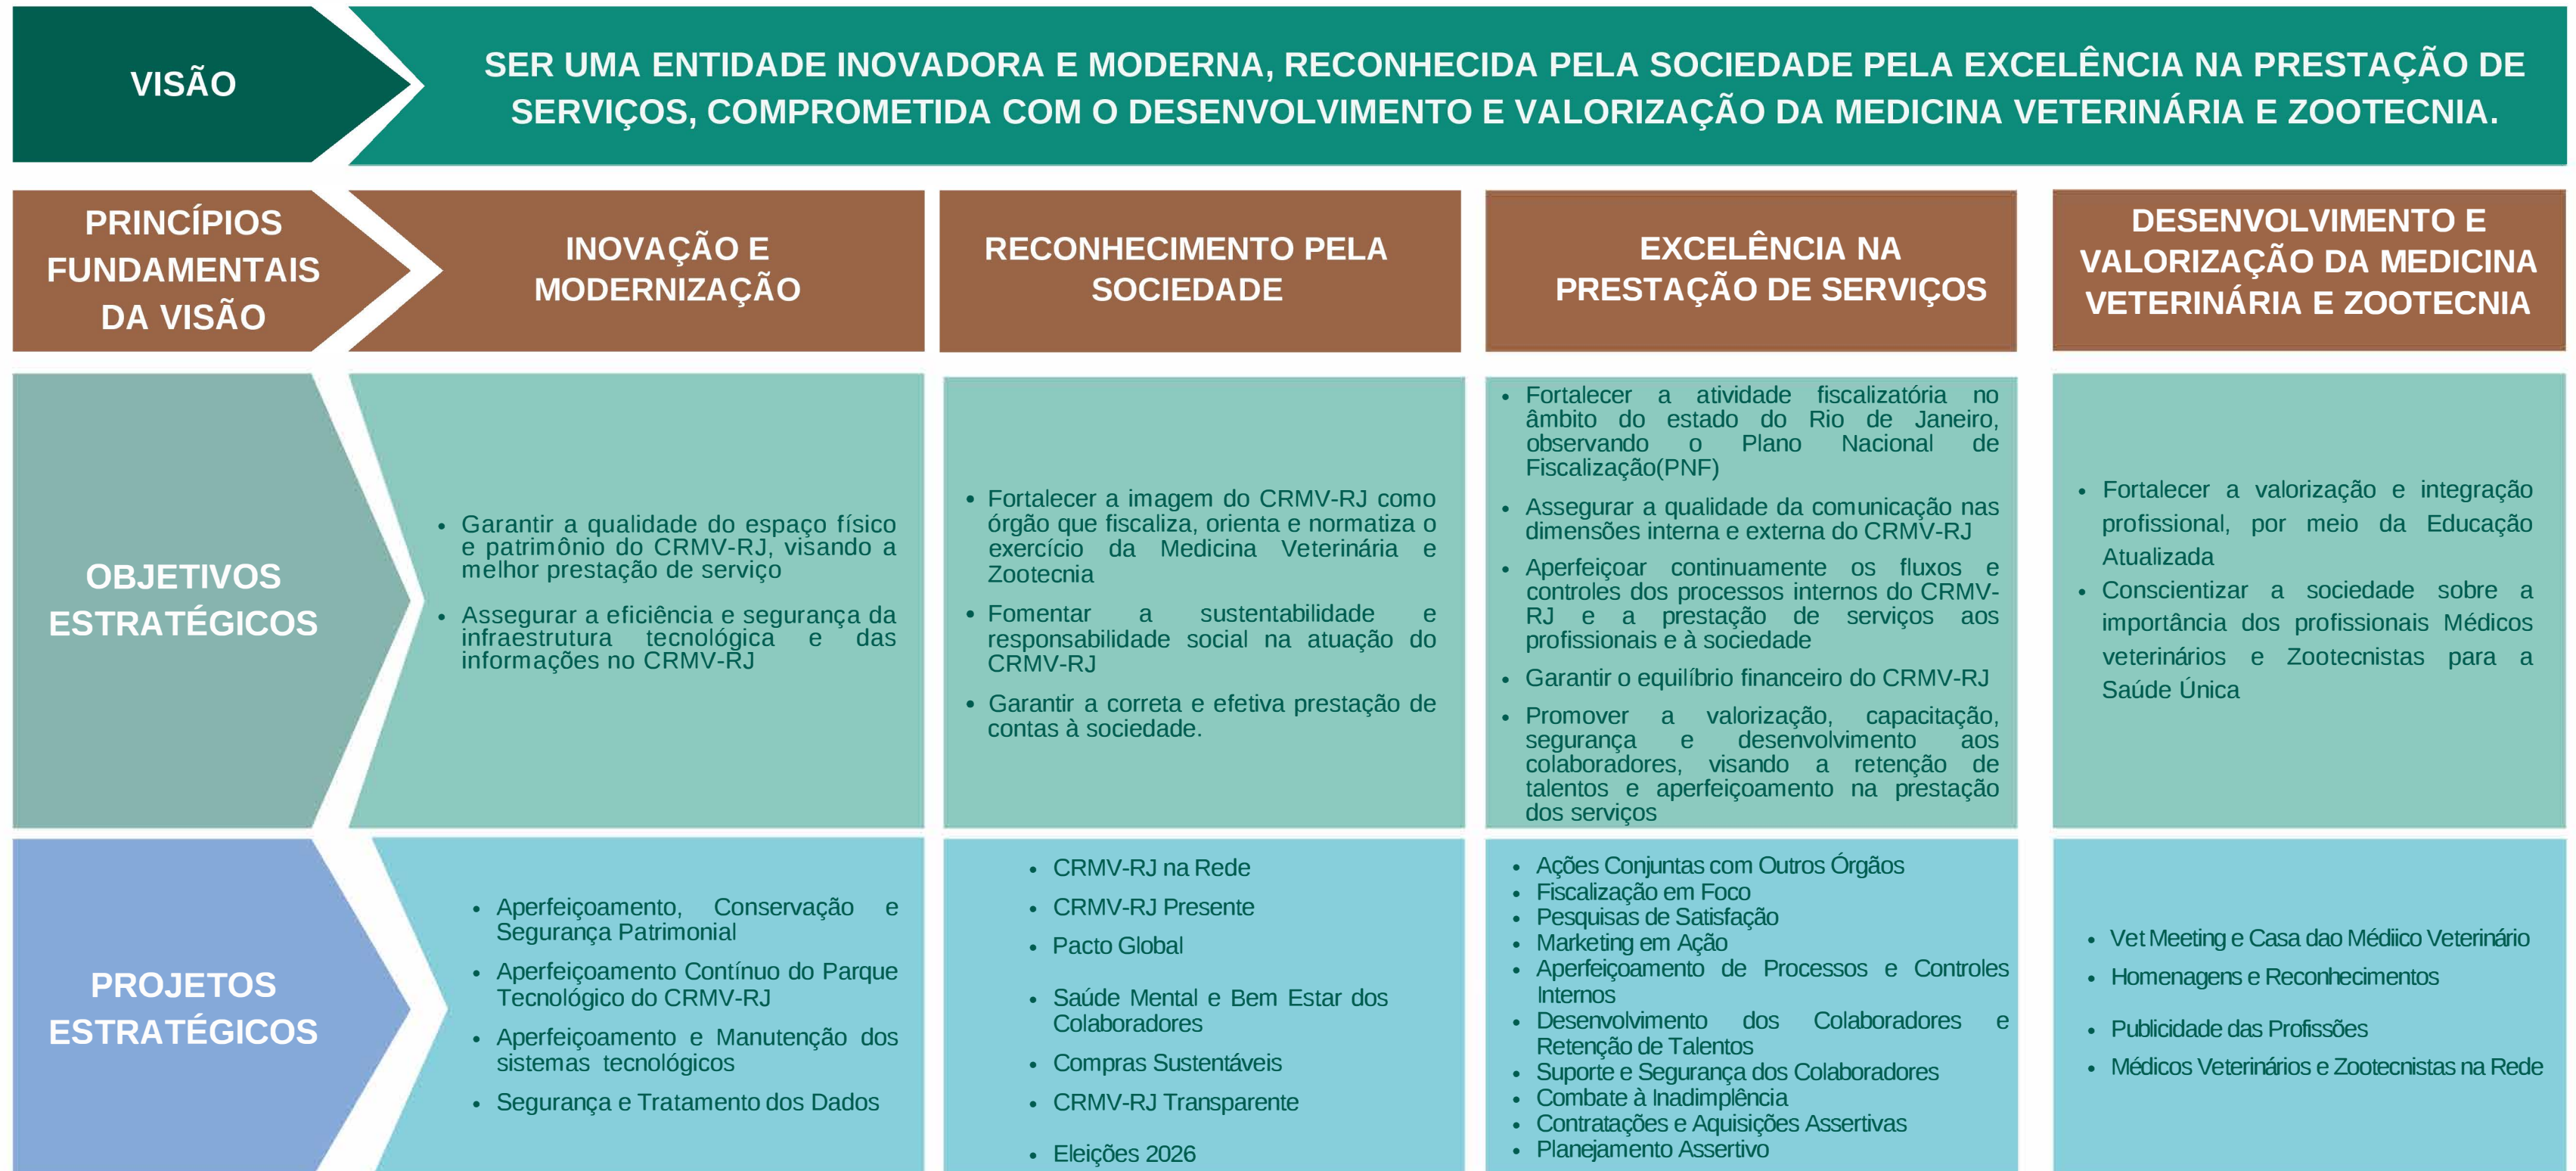 VISÃO
SER UMA ENTIDADE INOVADORA E MODERNA, RECONHECIDA PELA SOCIEDADE PELA EXCELÊNCIA NA PRESTAÇÃO DE
SERVIÇOS, COMPROMETIDA COM O DESENVOLVIMENTO E VALORIZAÇÃO DA MEDICINA VETERINÁRIA E ZOOTECNIA.
PRINCÍPIOS
FUNDAMENTAIS
DA VISÃO
INOVAÇÃO E
MODERNIZAÇÃO
RECONHECIMENTO PELA
SOCIEDADE
EXCELÊNCIA NA
PRESTAÇÃO DE SERVIÇOS
DESENVOLVIMENTO E
VALORIZAÇÃO DA MEDICINA
VETERINÁRIA E ZOOTECNIA
OBJETIVOS
ESTRATÉGICOS
• Garantir a qualidade do espaço físico
e patrimônio do CRMV-RJ, visando a
melhor prestação de serviço
• Assegurar a eficiência e segurança da
infraestrutura tecnológica e das
informações no CRMV-RJ
• Fortalecer a imagem do CRMV-RJ como
órgão que fiscaliza, orienta e normatiza o
exercício da Medicina Veterinária e
Zootecnia
• Fomentar a sustentabilidade e
responsabilidade social na atuação do
CRMV-RJ
• Garantir a correta e efetiva prestação de
contas à sociedade.
• Fortalecer a atividade fiscalizatória no
âmbito do estado do Rio de Janeiro,
observando o Plano Nacional de
Fiscalização(PNF)
• Assegurar a qualidade da comunicação nas
dimensões interna e externa do CRMV-RJ
• Aperfeiçoar continuamente os fluxos e
controles dos processos internos do CRMV-
RJ e a prestação de serviços aos
profissionais e à sociedade
• Garantir o equilíbrio financeiro do CRMV-RJ
• Promover a valorização, capacitação,
segurança e desenvolvimento aos
colaboradores, visando a retenção de
talentos e aperfeiçoamento na prestação
dos serviços
• Fortalecer a valorização e integração
profissional, por meio da Educação
Atualizada
• Conscientizar a sociedade sobre a
importância dos profissionais Médicos
veterinários e Zootecnistas para a
Saúde Única
PROJETOS
ESTRATÉGICOS
• Aperfeiçoamento, Conservação e
Segurança Patrimonial
• Aperfeiçoamento Contínuo do Parque
Tecnológico do CRMV-RJ
• Aperfeiçoamento e Manutenção dos
sistemas tecnológicos
• Segurança e Tratamento dos Dados
• CRMV-RJ na Rede
• CRMV-RJ Presente
• Pacto Global
• Saúde Mental e Bem Estar dos
Colaboradores
• Compras Sustentáveis
• CRMV-RJ Transparente
• Eleições 2026
• Ações Conjuntas com Outros Órgãos
• Fiscalização em Foco
• Pesquisas de Satisfação
• Marketing em Ação
• Aperfeiçoamento de Processos e Controles
Internos
• Desenvolvimento dos Colaboradores e
Retenção de Talentos
• Suporte e Segurança dos Colaboradores
• Combate à Inadimplência
• Contratações e Aquisições Assertivas
• Planejamento Assertivo
• Vet Meeting e Casa dao Médiico Veterinário
• Homenagens e Reconhecimentos
• Publicidade das Profissões
• Médicos Veterinários e Zootecnistas na Rede